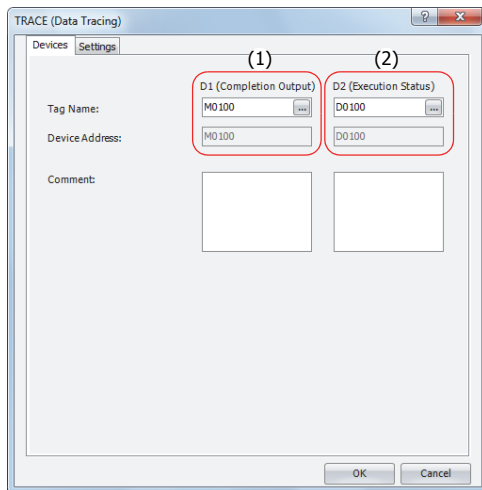 TRACE (Data Tracing)
?
Devices Settings
(1) (2)
D1 (Completion Output) D2 (Execution Status)
Tag Name: M0100 ... D0100 ...
Device Address: M0100 D0100
Comment:
OK Cancel